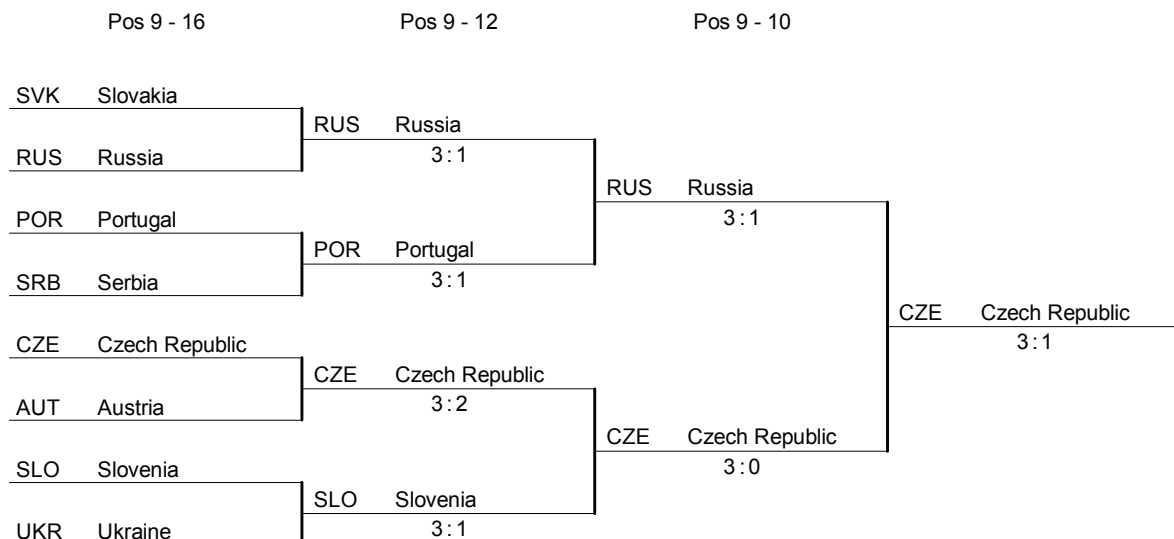 Pos 9 - 16 Pos 9 - 12 Pos 9 - 10
SVK Slovakia
RUS Russia
3 : 1
RUS Russia
RUS Russia
3 : 1
POR Portugal
POR Portugal
3 : 1
SRB Serbia
CZE Czech Republic
3 : 1
CZE Czech Republic
CZE Czech Republic
3 : 2
AUT Austria
CZE Czech Republic
3 : 0
SLO Slovenia
SLO Slovenia
3 : 1
UKR Ukraine